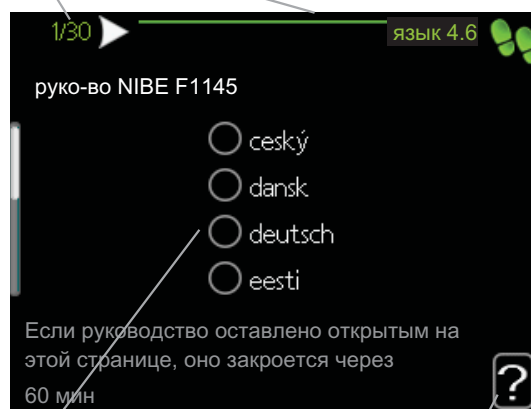 1/30
язык 4.6
руко-во NIBE F1145
ceský
dansk
deutsch
eesti
Если руководство оставлено открытым на
этой странице, оно закроется через
60 мин
?